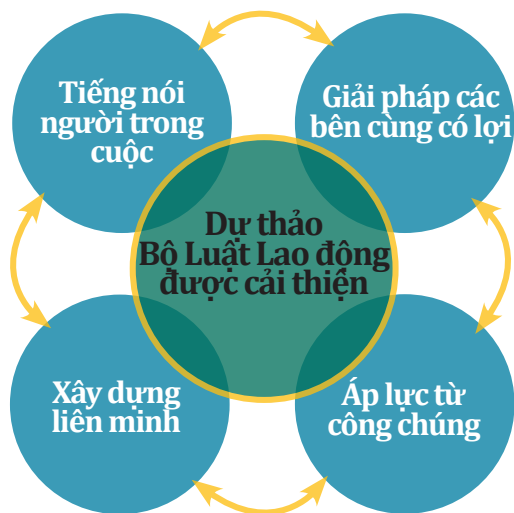 Tiếng nói
người trong
cuộc
Giải pháp các
bên cùng có lợi
Dự thảo
Bộ Luật Lao động
được cải thiện
Xây dựng
liên minh
Áp lực từ
công chúng